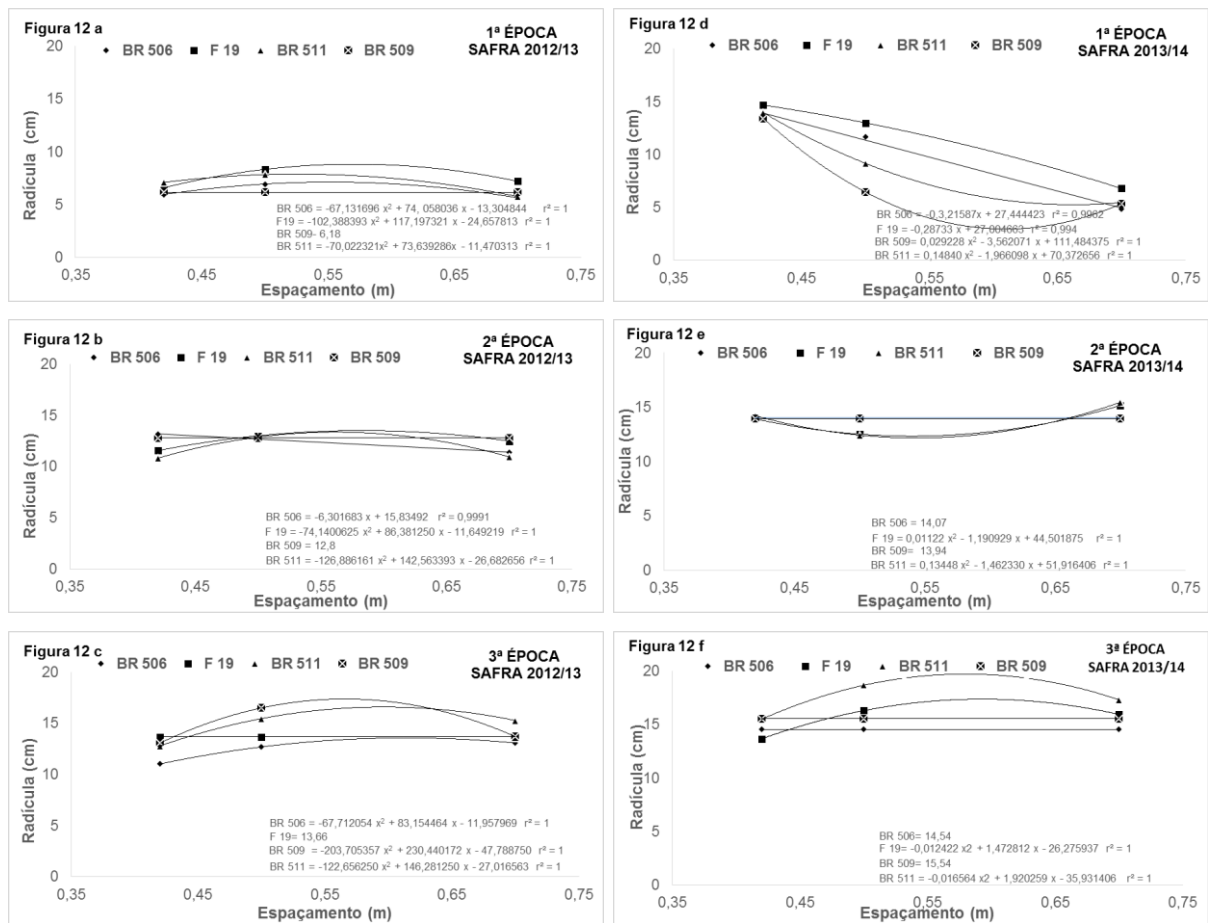 Figura 12 a
1ª ÉPOCA
SAFRA 2012/13
BR 506 F 19 BR 511 BR 509
Radícula (cm)
20
15
10
5
0
BR 506 = -67,131696 x² + 74, 058036 x - 13,304844 r² = 1
F19 = -102,388393 x² + 117,197321 x - 24,657813 r² = 1
BR 509- 6,18
BR 511= -70,022321x² + 73,639286x - 11,470313 r² = 1
0,35 0,45 0,55 0,65 0,75
Espaçamento (m)
Figura 12 d
1ª ÉPOCA
SAFRA 2013/14
BR 506 F 19 BR 511 BR 509
Radícula (cm)
20
15
10
5
0
BR 506 = -0,3,21587x + 27,444423 r² = 0,9962
F 19 = -0,28733 x + 27,004663 r² = 0,994
BR 509= 0,029228 x² - 3,562071 x + 111,484375 r² = 1
BR 511 = 0,14840 x² - 1,966098 x + 70,372656 r² = 1
0,35 0,45 0,55 0,65 0,75
Espaçamento (m)
Figura 12 b
2ª ÉPOCA
SAFRA 2012/13
BR 506 F 19 BR 511 BR 509
Radícula (cm)
20
15
10
5
0
BR 506 = -6,301683 x + 15,83492 r² = 0,9991
F 19 = -74,1400625 x² + 86,381250 x - 11,649219 r² = 1
BR 509 = 12,8
BR 511 = -126,886161 x² + 142,563393 x - 26,682656 r² = 1
0,35 0,45 0,55 0,65 0,75
Espaçamento (m)
Figura 12 e
2ª ÉPOCA
SAFRA 2013/14
BR 506 F 19 BR 511 BR 509
Radícula (cm)
20
15
10
5
0
BR 506 = 14,07
F 19 = 0,01122 x² - 1,190929 x + 44,501875 r² = 1
BR 509= 13,94
BR 511 = 0,13448 x² - 1,462330 x + 51,916406 r² = 1
0,35 0,45 0,55 0,65 0,75
Espaçamento (m)
Figura 12 c
3ª ÉPOCA
SAFRA 2012/13
BR 506 F 19 BR 511 BR 509
Radícula (cm)
20
15
10
5
0
BR 506 = -67,712054 x² + 83,154464 x - 11,957969 r² = 1
F 19= 13,66
BR 509 = -203,705357 x² + 230,440172 x - 47,788750 r² = 1
BR 511 = -122,656250 x² + 146,281250 x - 27,016563 r² = 1
0,35 0,45 0,55 0,65 0,75
Espaçamento (m)
Figura 12 f
3ª ÉPOCA
SAFRA 2013/14
BR 506 F 19 BR 511 BR 509
Radícula (cm)
20
15
10
5
0
BR 506= 14,54
F 19= -0,012422 x2 + 1,472812 x - 26,275937 r² = 1
BR 509= 15,54
BR 511 = -0,016564 x2 + 1,920259 x - 35,931406 r² = 1
0,35 0,45 0,55 0,65 0,75
Espaçamento (m)